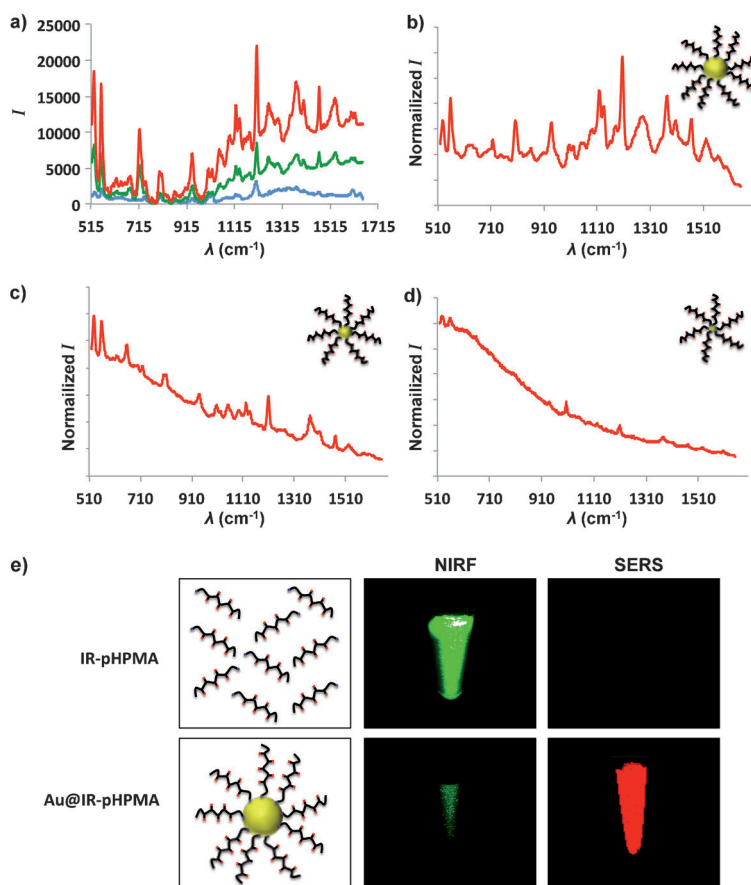 a)
25000
20000
15000
10000
5000
0
I
515 715 915 1115 1315 1515 1715
λ (cm⁻¹)
b)
Normailized I
510 710 910 1110 1310 1510
λ (cm⁻¹)
c)
Normailized I
510 710 910 1110 1310 1510
λ (cm⁻¹)
d)
Normailized I
510 710 910 1110 1310 1510
λ (cm⁻¹)
e)
NIRF SERS
IR-pHPMA
Au@IR-pHPMA